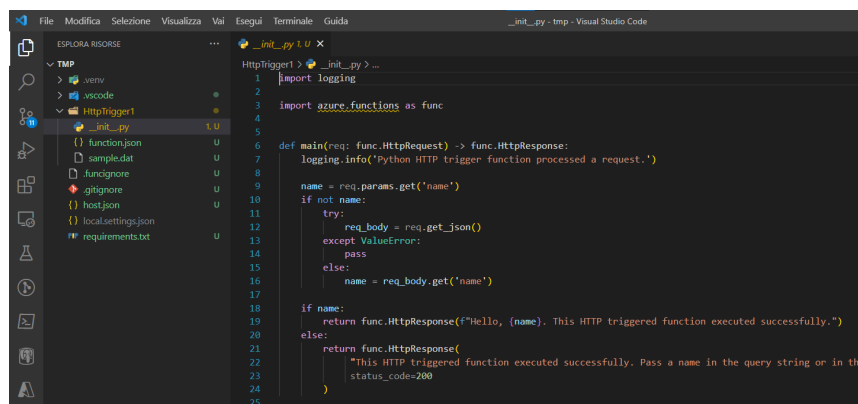 File Modifica Selezione Visualizza Vai Esegui Terminale Guida
__init__.py - tmp - Visual Studio Code
ESPLORA RISORSE ...
TMP
.venv
.vscode
HttpTrigger1
__init__.py 1, U
function.json U
sample.dat U
.funcignore U
.gitignore U
host.json U
local.settings.json
requirements.txt U
11
__init__.py 1, U
HttpTrigger1 > __init__.py > ...
1 import logging
2
3 import azure.functions as func
4
5
6 def main(req: func.HttpRequest) -> func.HttpResponse:
7 logging.info('Python HTTP trigger function processed a request.')
8
9 name = req.params.get('name')
10 if not name:
11 try:
12 req_body = req.get_json()
13 except ValueError:
14 pass
15 else:
16 name = req_body.get('name')
17
18 if name:
19 return func.HttpResponse(f"Hello, {name}. This HTTP triggered function executed successfully.")
20 else:
21 return func.HttpResponse(
22 "This HTTP triggered function executed successfully. Pass a name in the query string or in th
23 status_code=200
24 )
25